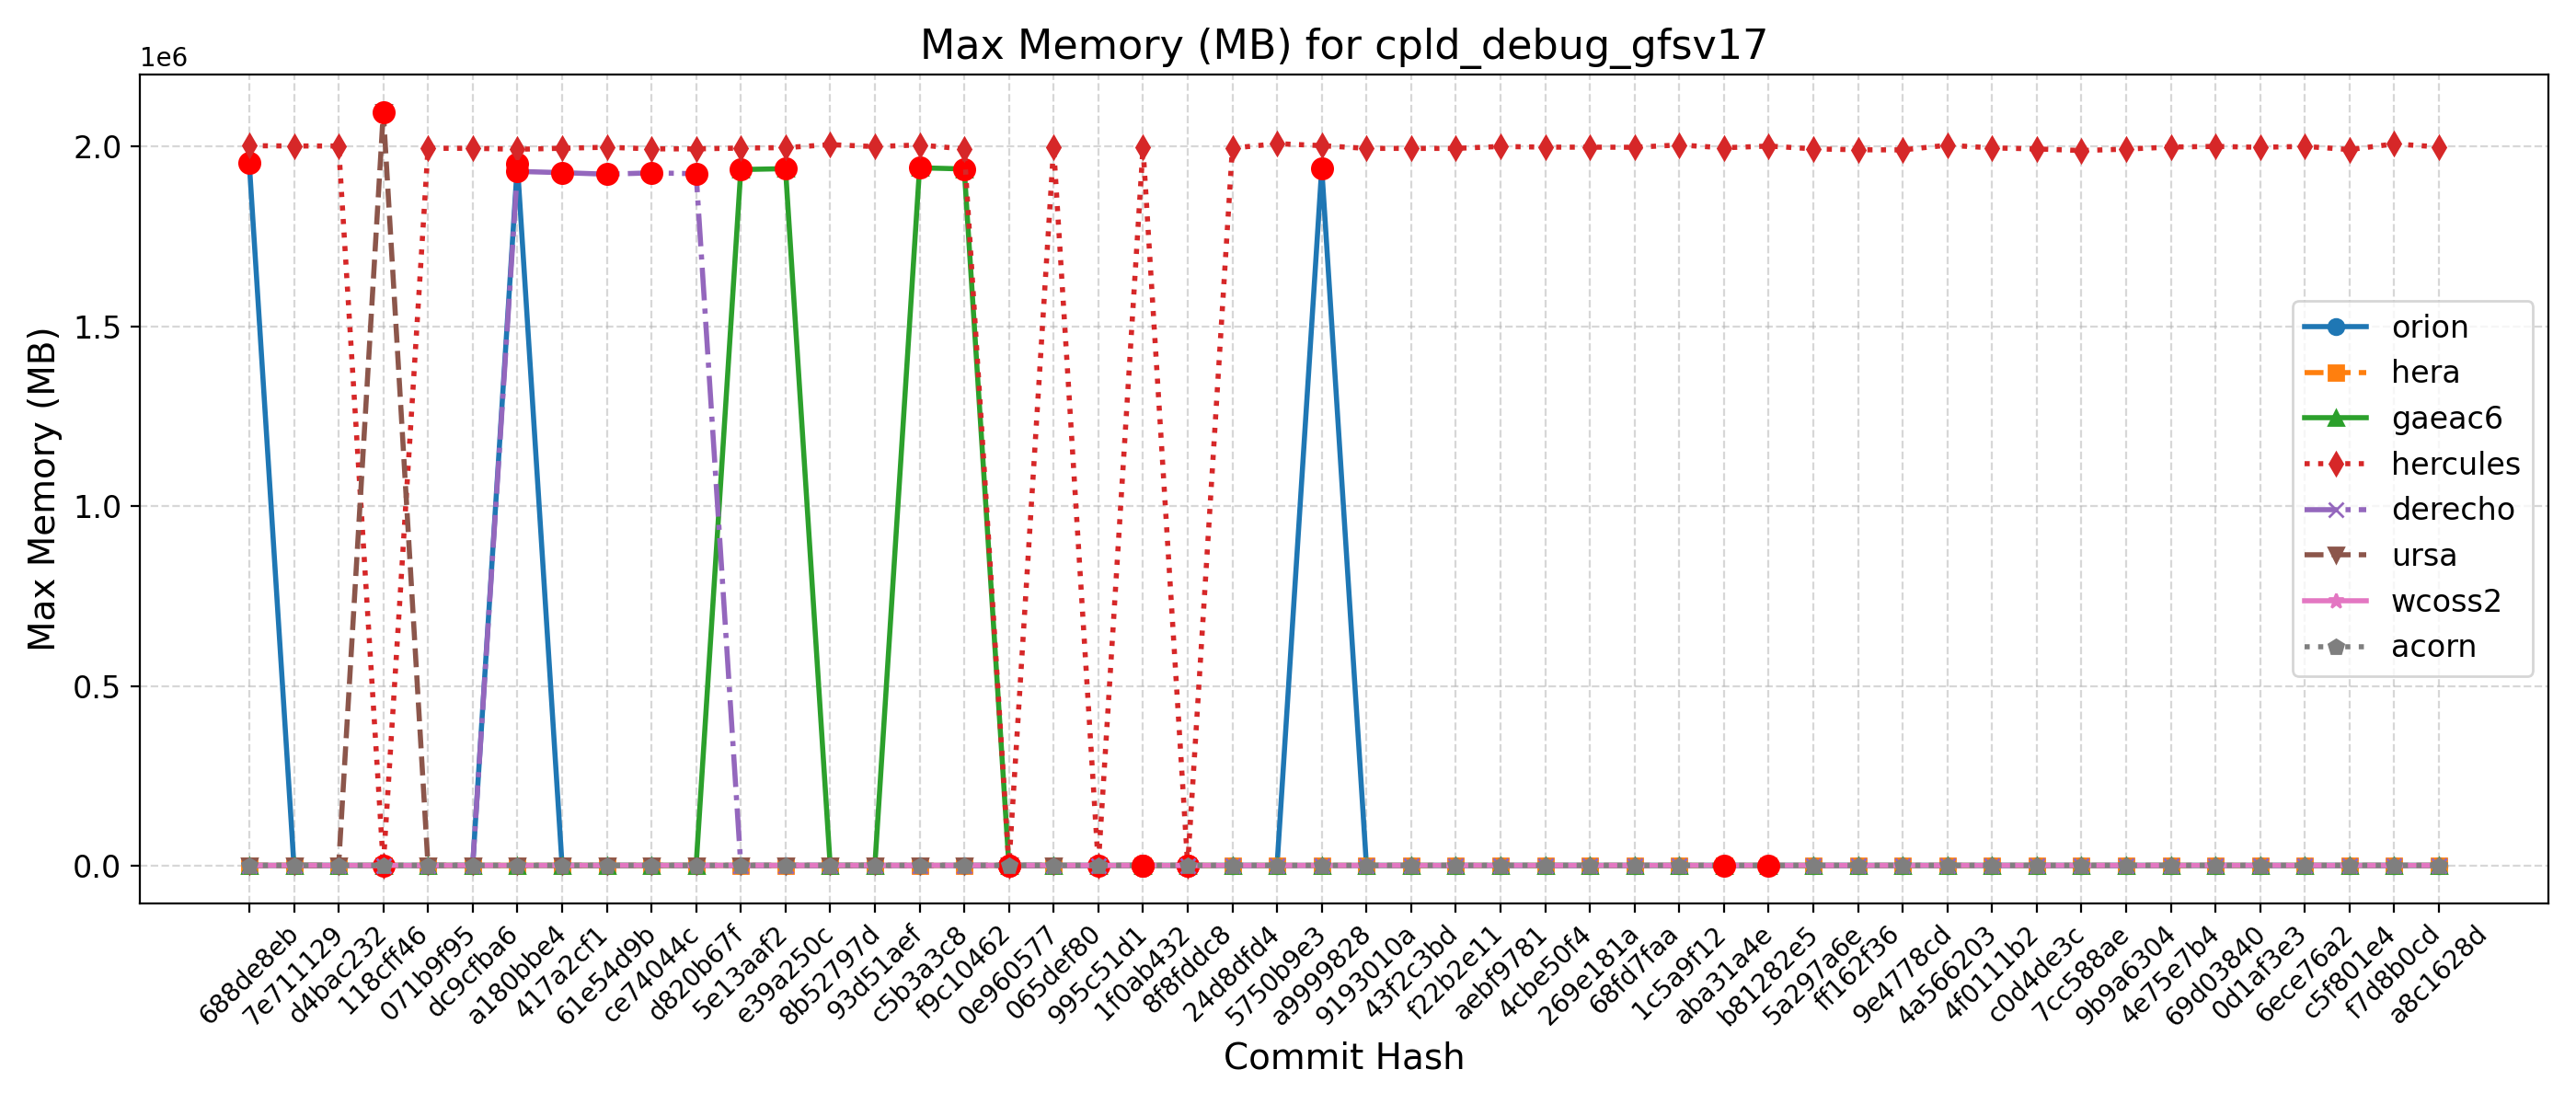 Max Memory (MB) for cpld_debug_gfsv17
1e6
2.0
1.5
1.0
0.5
0.0
Max Memory (MB)
orion
hera
gaeac6
hercules
derecho
ursa
wcoss2
acorn
688de8eb
7e711129
d4bac232
118cff46
071b9f95
dc9cfba6
a180bbe4
417a2cf1
61e54d9b
ce74044c
d820b67f
5e13aaf2
e39a250c
8b52797d
93d51aef
c5b3a3c8
f9c10462
0e960577
065def80
995c51d1
1f0ab432
8f8fddc8
24d8dfd4
5750b9e3
a9999828
9193010a
43f2c3bd
f22b2e11
aebf9781
4cbe50f4
269e181a
68fd7faa
1c5a9f12
aba31a4e
b81282e5
5a297a6e
ff162f36
9e4778cd
4a566203
4f0111b2
c0d4de3c
7cc588ae
9b9a6304
4e75e7b4
69d03840
0d1af3e3
6ece76a2
c5f801e4
f7d8b0cd
a8c1628d
Commit Hash